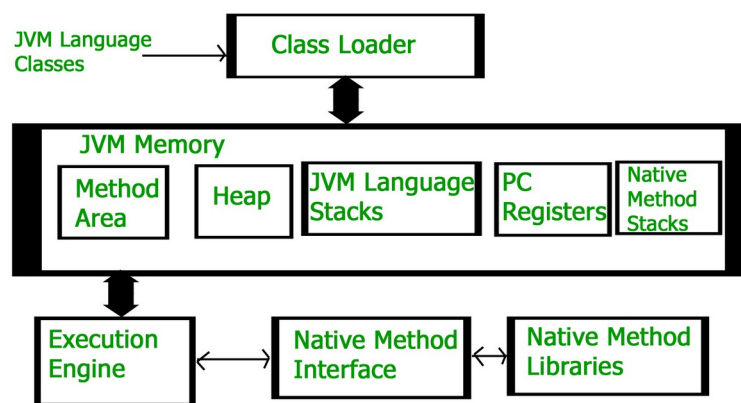 JVM Language
Classes
Class Loader
JVM Memory
Method
Area
Heap
JVM Language
Stacks
PC
Registers
Native
Method
Stacks
Execution
Engine
Native Method
Interface
Native Method
Libraries